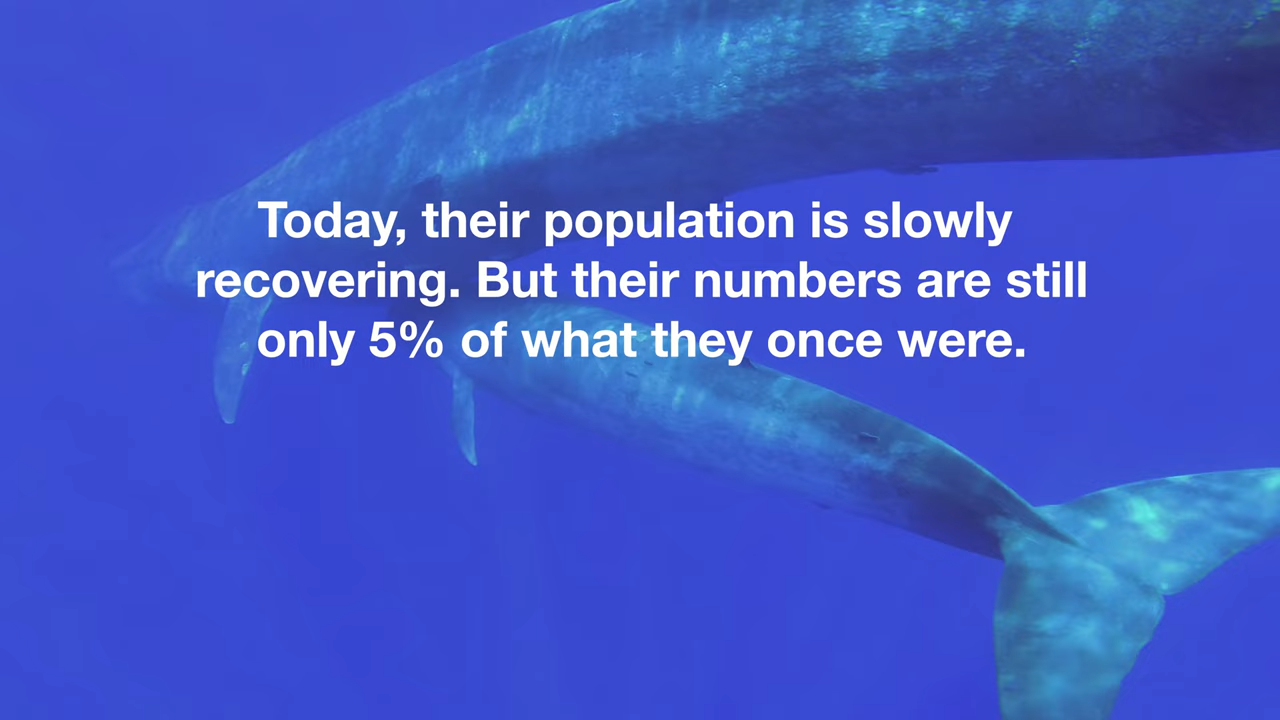 Today, their population is slowly
recovering. But their numbers are still
only 5% of what they once were.